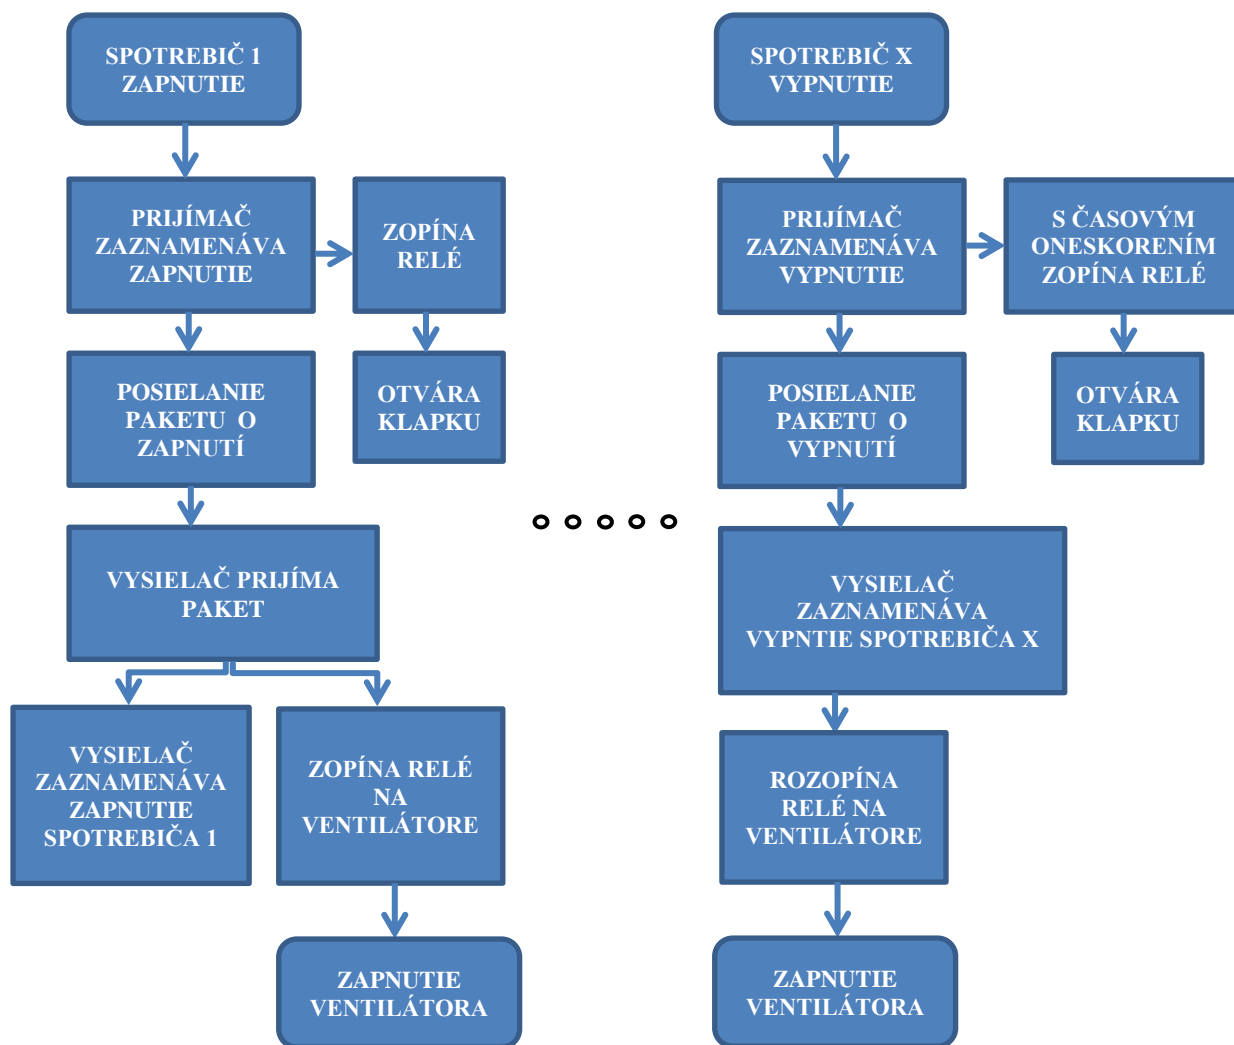 SPOTREBIČ 1
ZAPNUTIE
PRIJÍMAČ
ZAZNAMENÁVA
ZAPNUTIE
ZOPÍNA
RELÉ
POSIELANIE
PAKETU O
ZAPNUTÍ
OTVÁRA
KLAPKU
VYSIELAČ PRIJÍMA
PAKET
VYSIELAČ
ZAZNAMENÁVA
ZAPNUTIE
SPOTREBIČA 1
ZOPÍNA RELÉ
NA
VENTILÁTORE
ZAPNUTIE
VENTILÁTORA
SPOTREBIČ X
VYPNUTIE
PRIJÍMAČ
ZAZNAMENÁVA
VYPNUTIE
S ČASOVÝM
ONESKORENÍM
ZOPÍNA RELÉ
POSIELANIE
PAKETU O
VYPNUTÍ
OTVÁRA
KLAPKU
VYSIELAČ
ZAZNAMENÁVA
VYPNTIE SPOTREBIČA X
ROZOPÍNA
RELÉ NA
VENTILÁTORE
ZAPNUTIE
VENTILÁTORA